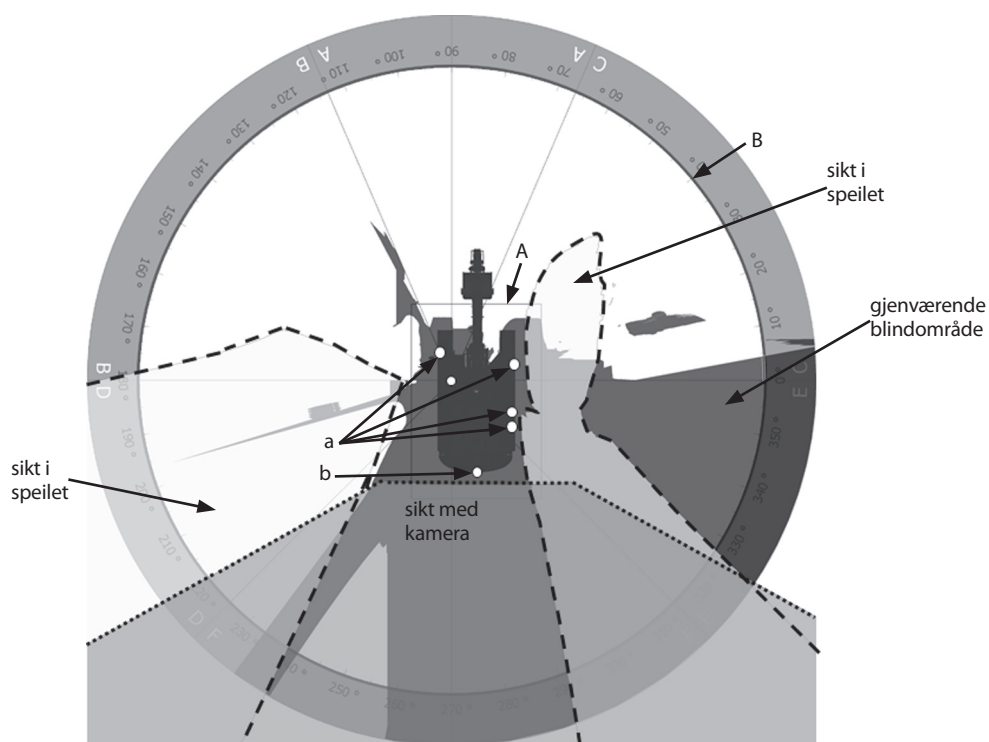 B A
C A
120 °
110 °
100 °
90 °
80 °
70 °
60 °
50 °
130 °
140 °
150 °
160 °
170 °
20 °
10 °
0 °
B
sikt i
speilet
A
gjenværende
blindområde
B D
E
190 °
210 °
350 °
340 °
330 °
a
b
sikt i
speilet
sikt med
kamera
D F
250 °
260 °
270 °
280 °